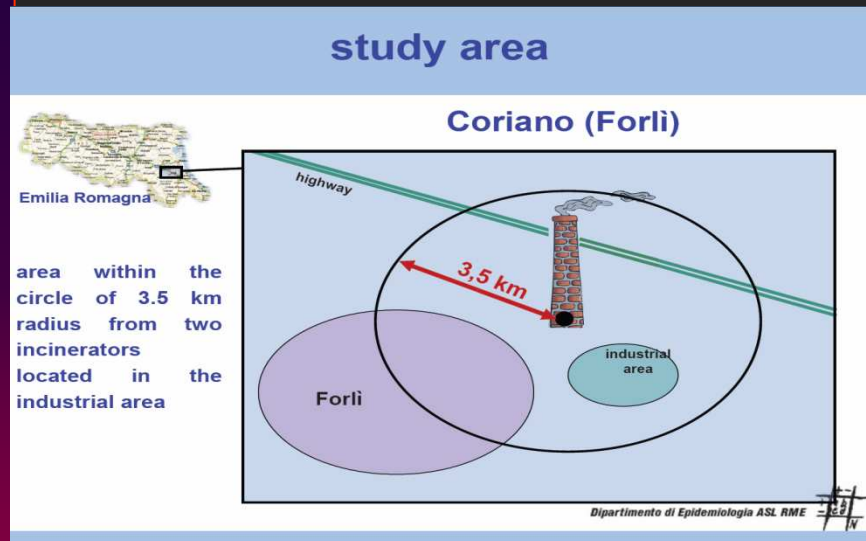 study area
Coriano (Forlì)
Emilia Romagna
area within the
circle of 3.5 km
radius from two
incinerators
located in the
industrial area
highway
3,5 km
industrial
area
Forlì
Dipartimento di Epidemiologia ASL RME